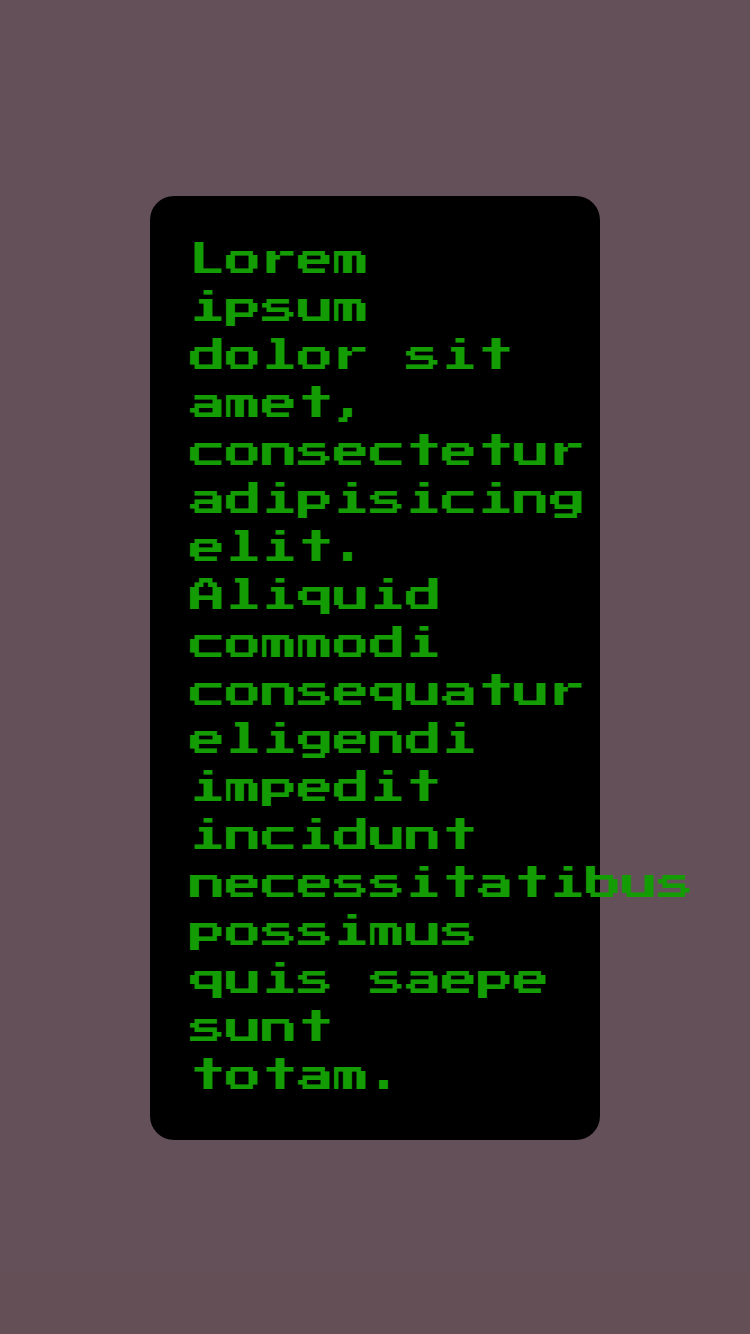 Lorem
ipsum
dolor sit
amet,
consectetur
adipisicing
elit.
Aliquid
commodi
consequatur
eligendi
impedit
incidunt
necessitatibus
possimus
quis saepe
sunt
totam.